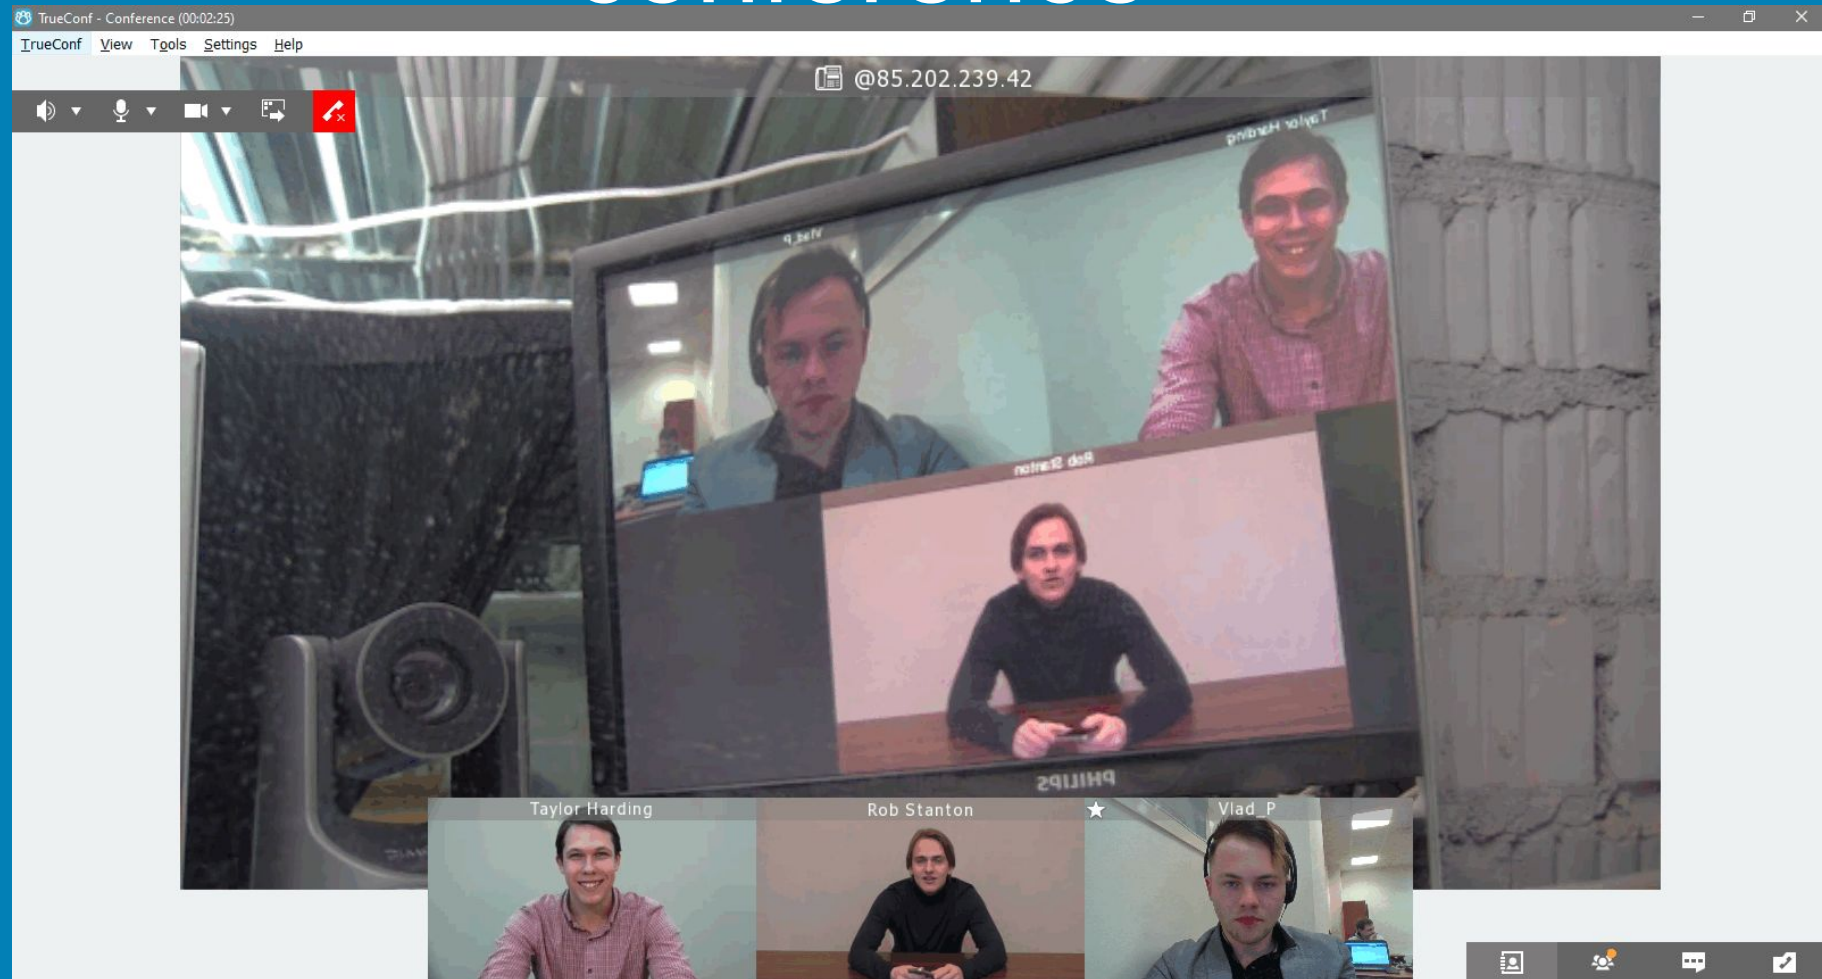 conference
TrueConf - Conference (00:02:25)
TrueConf View Tools Settings Help
@85.202.239.42
Taylor Harding
Vlad_P
Rob Stanton
PHILIPS
Taylor Harding
Rob Stanton
Vlad_P